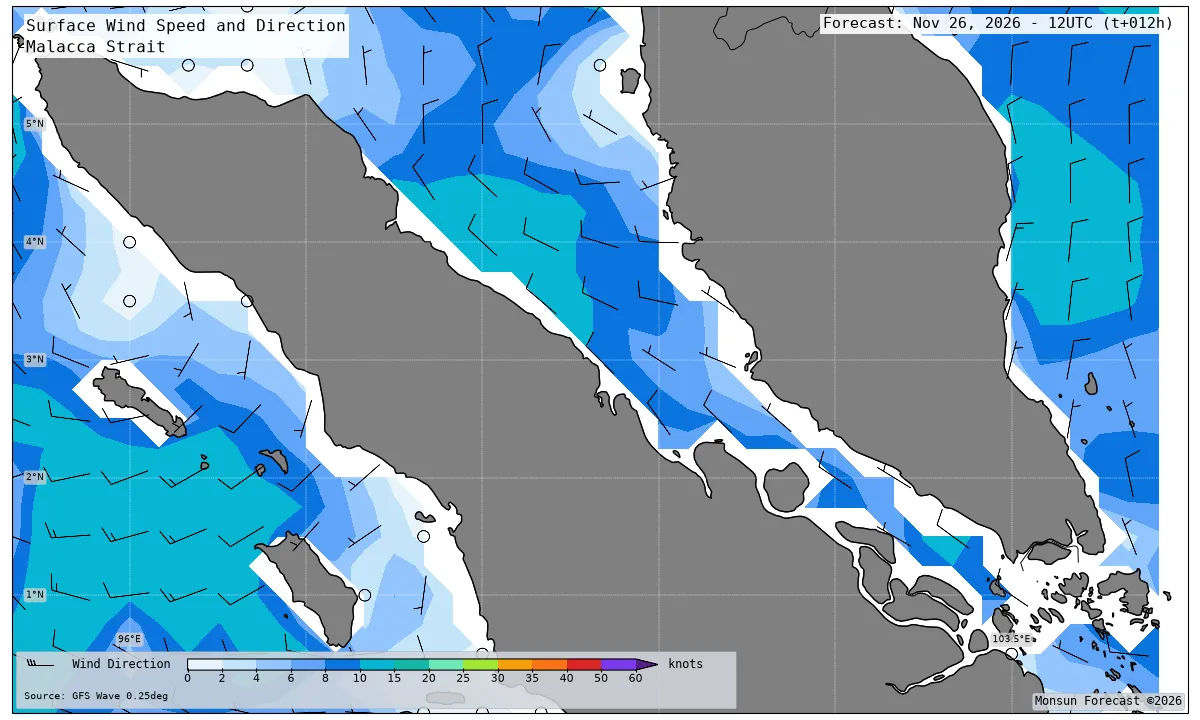 Surface Wind Speed and Direction
Malacca Strait
Forecast: Nov 26, 2026 - 12UTC (t+012h)
5°N
4°N
3°N
2°N
1°N
96°E
103.5°E
Wind Direction
0 2 4 6 8 10 15 20 25 30 35 40 50 60
knots
Source: GFS Wave 0.25deg
Monsun Forecast ©2026